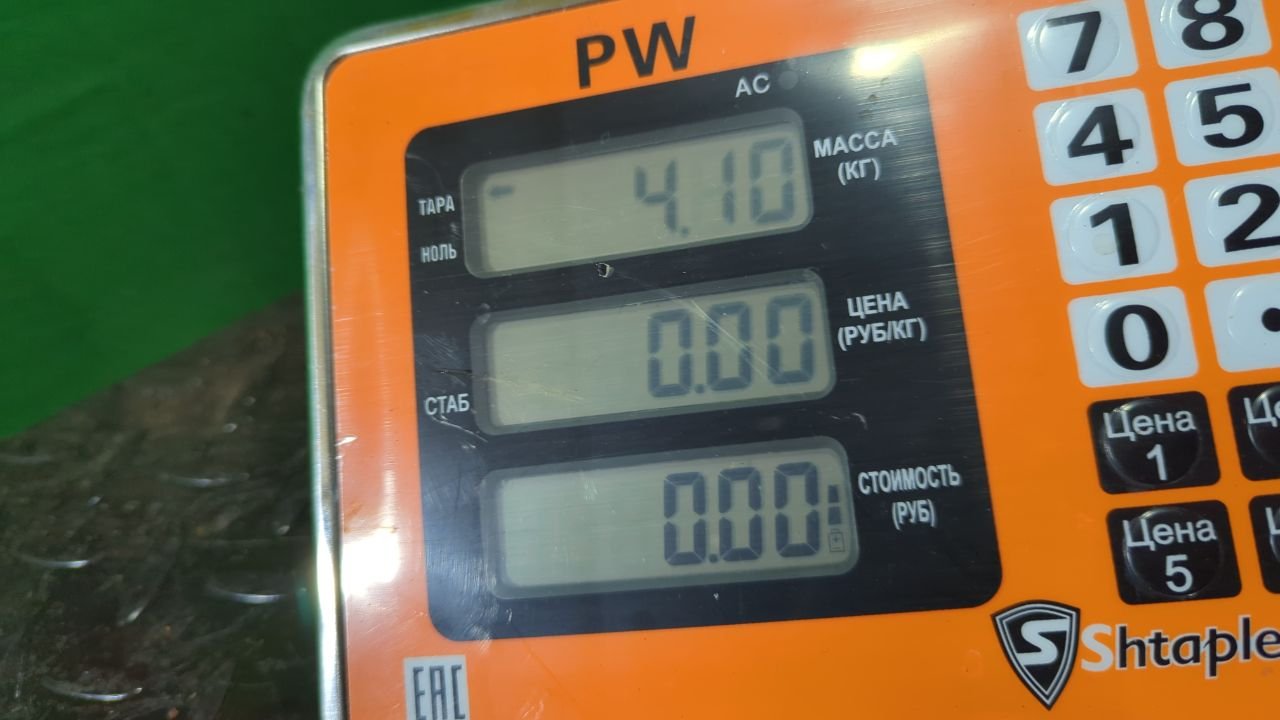 PW
AC
4.10
МАССА
(КГ)
ТАРА
НОЛЬ
0.00
ЦЕНА
(РУБ/КГ)
СТАБ
0.00
СТОИМОСТЬ
(РУБ)
7 8
4 5
1 2
0 .
Цена
1
Цена
5
Shtaple
EAC